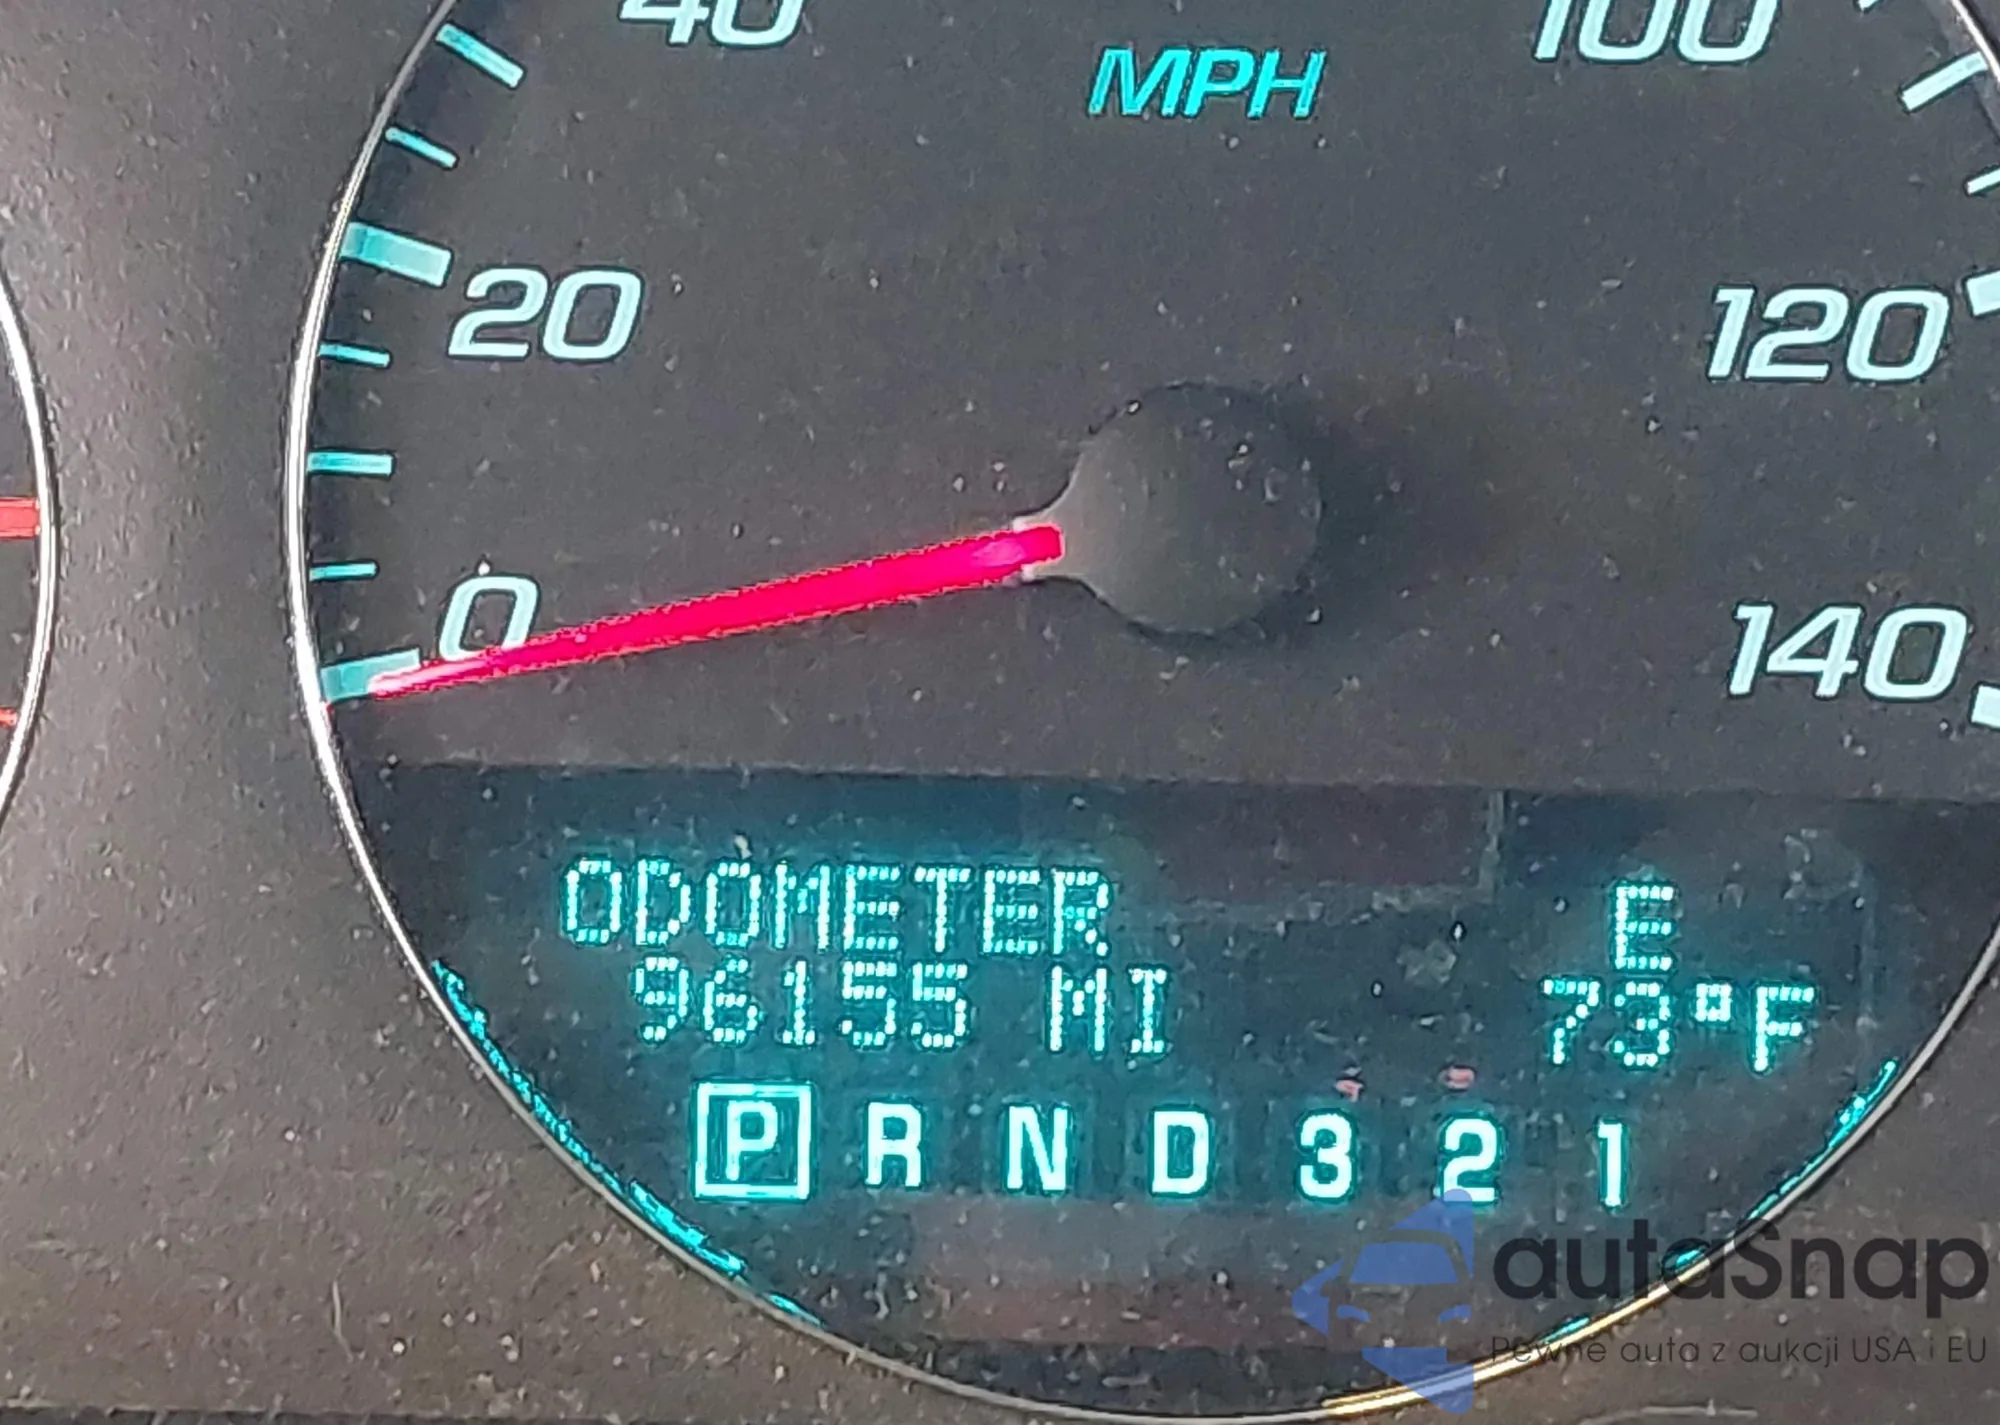 40
MPH
100
20
120
0
140
ODOMETER
E
96155 MI
73°F
P R N D 3 2 1
autaSnap
Pewne auta z aukcji USA i EU